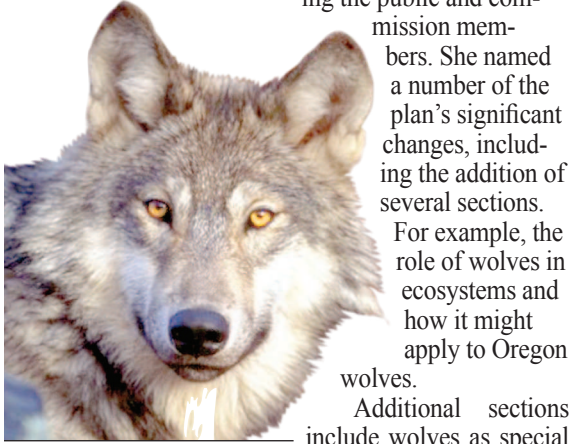 ing the public and com-
mission mem-
bers. She named
a number of the
plan's significant
changes, includ-
ing the addition of
several sections.
For example, the
role of wolves in
ecosystems and
how it might
apply to Oregon
wolves.
Additional sections
include wolves as special